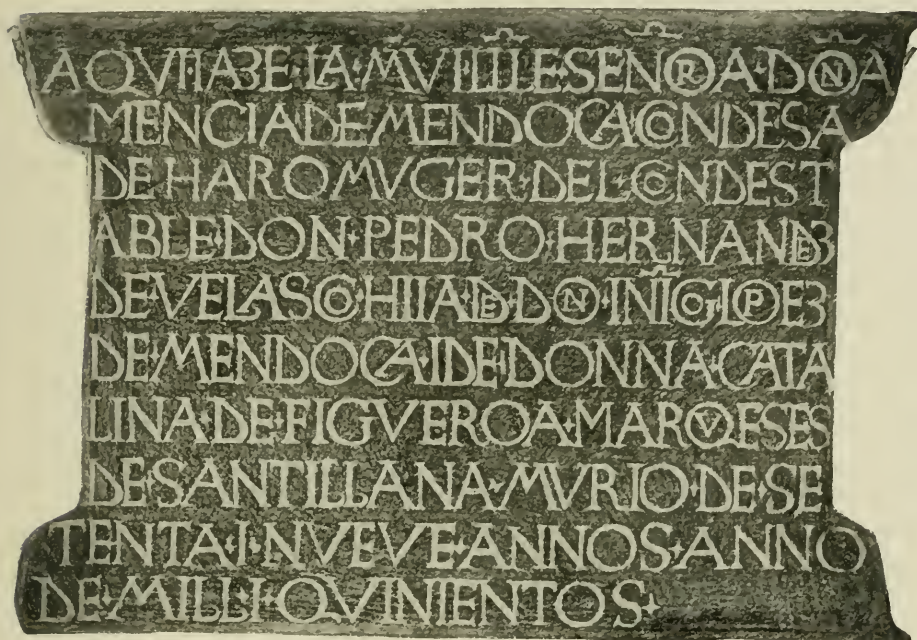 AQVI·IAZE·LA·MVI·ILLE·SEÑORA·DOÑA
MENCIA·DE·MENDOÇA·CONDESA
DE·HARO·MVGER·DEL·CONDEST
ABLE·DON·PEDRO·HERNANDEZ
DE·VELASCO·HIIA·DE·DON·IÑIGO·LOPEZ
DE·MENDOÇA·I·DE·DONNA·CATA
LINA·DE·FIGVEROA·MARQVESES
DE·SANTILLANA·MVRIO·DE·SE
TENTA·I·NVEVE·ANNOS·ANNO
DE·MILL·I·QVINIENTOS·